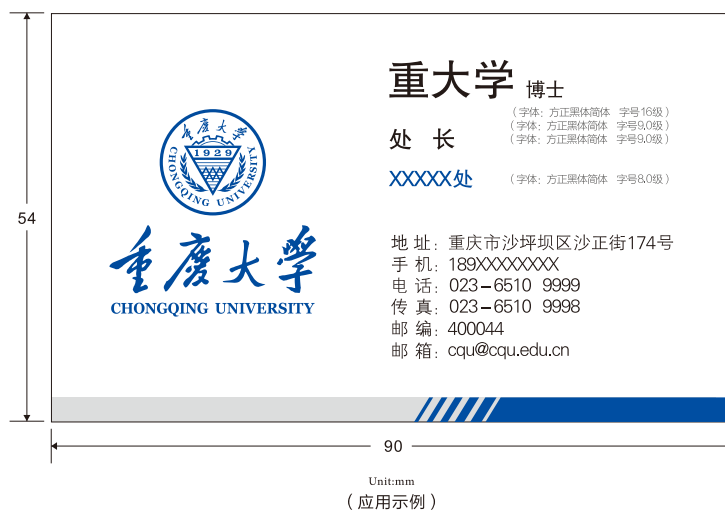 重大学 博士
(字体: 方正黑体简体 字号16级)
(字体: 方正黑体简体 字号9.0级)
处 长 (字体: 方正黑体简体 字号9.0级)
XXXXX处 (字体: 方正黑体简体 字号8.0级)
重慶大學
1929
CHONGQING UNIVERSITY
重慶大學
CHONGQING UNIVERSITY
地 址: 重庆市沙坪坝区沙正街174号
手 机: 189XXXXXXXX
电 话: 023-6510 9999
传 真: 023-6510 9998
邮 编: 400044
邮 箱: cqu@cqu.edu.cn
54
90
Unit:mm
(应用示例)